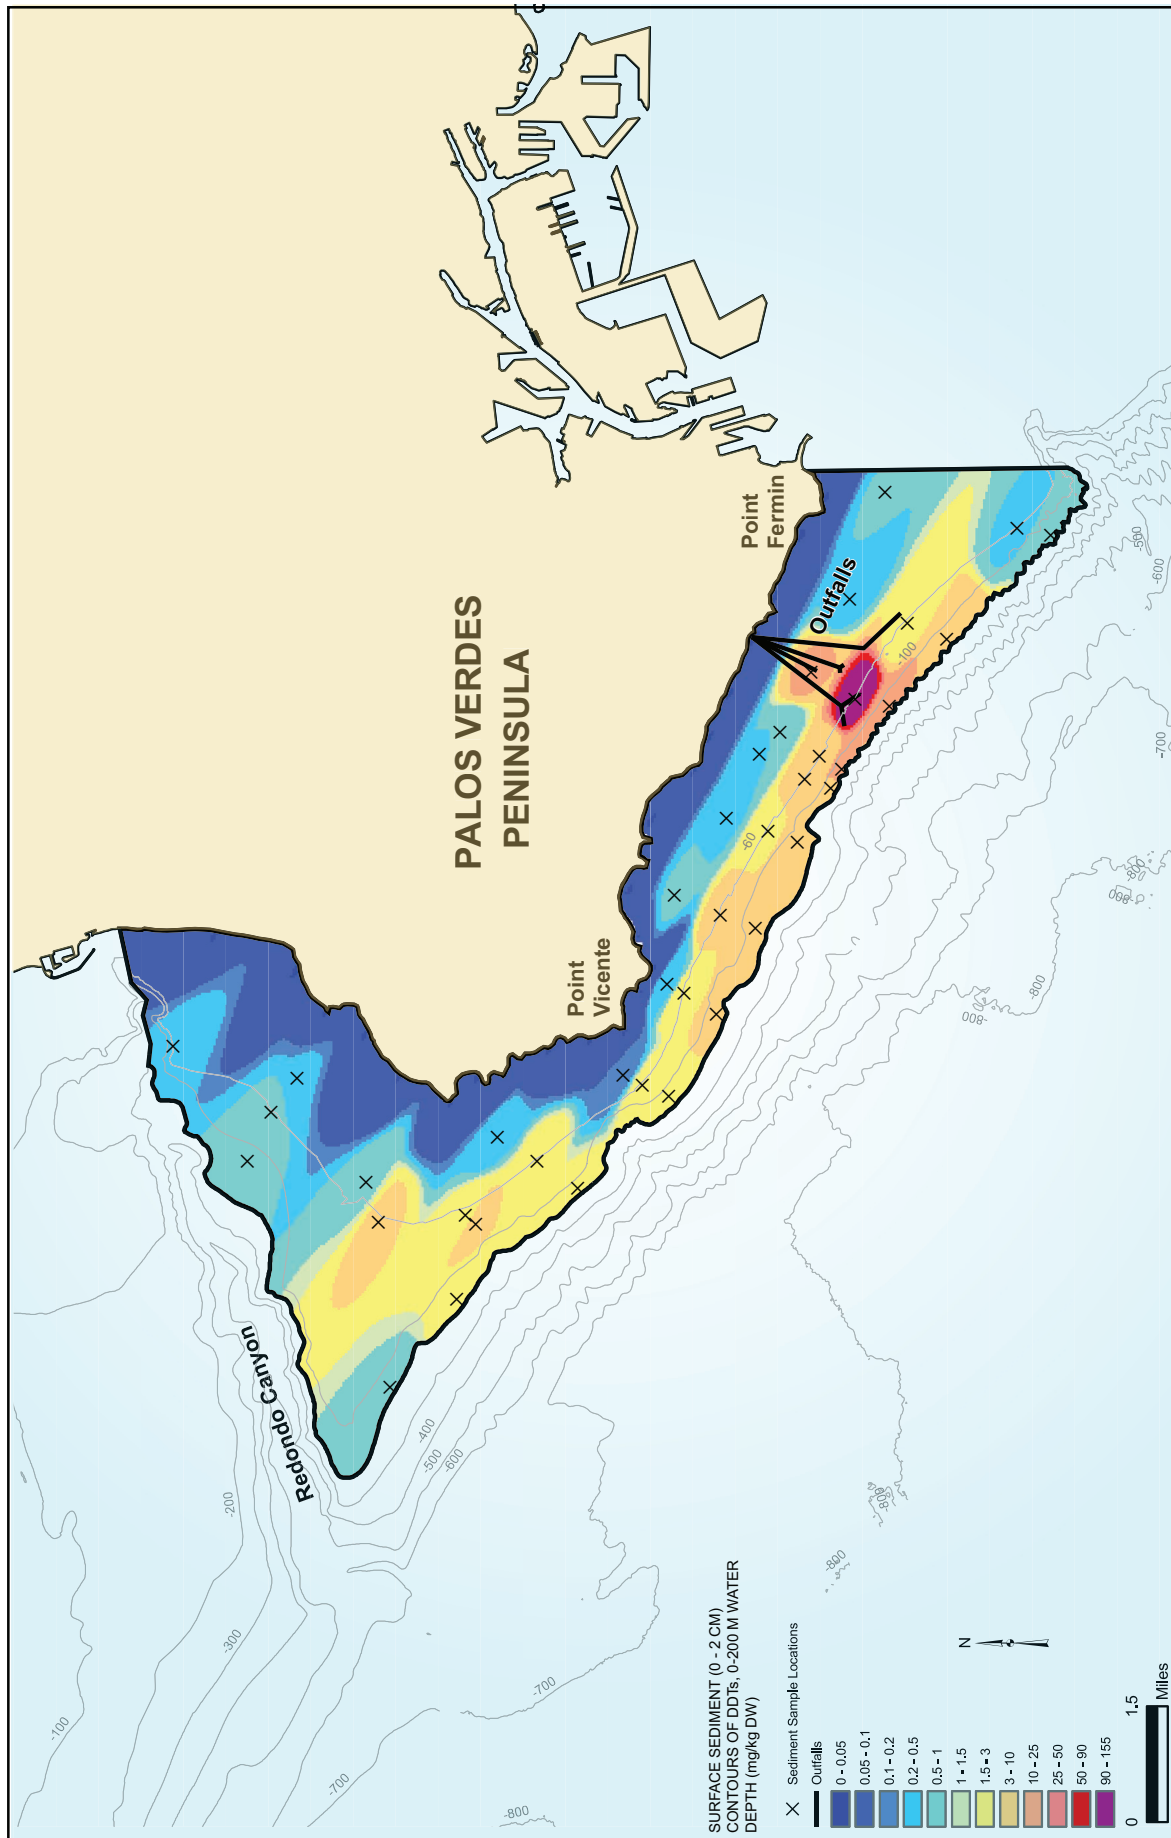 PALOS VERDES
PENINSULA
Point
Fermin
Outfalls
Point
Vicente
Redondo Canyon
-60
-100
-500
-600
-700
-800
-800
-800
-800
-800
-800
-400
-500
-600
-200
-300
-100
-700
-700
-800
SURFACE SEDIMENT (0 - 2 CM)
CONTOURS OF DDTs, 0-200 M WATER
DEPTH (mg/kg DW)
Sediment Sample Locations
Outfalls
0 - 0.05
0.05 - 0.1
0.1 - 0.2
0.2 - 0.5
0.5 - 1
1 - 1.5
1.5 - 3
3 - 10
10 - 25
25 - 50
50 - 90
90 - 155
N
0 1.5
Miles